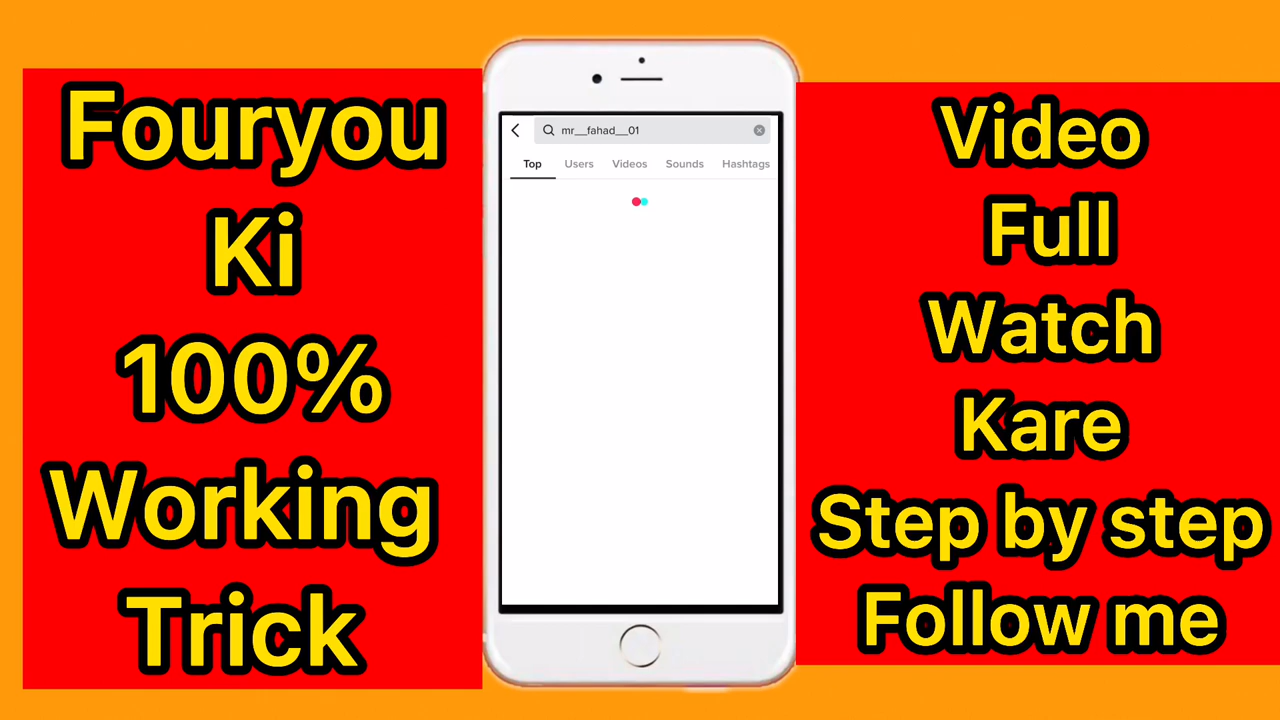 Fouryou
Ki
100%
Working
Trick
mr__fahad__01
Top Users Videos Sounds Hashtags
Video
Full
Watch
Kare
Step by step
Follow me